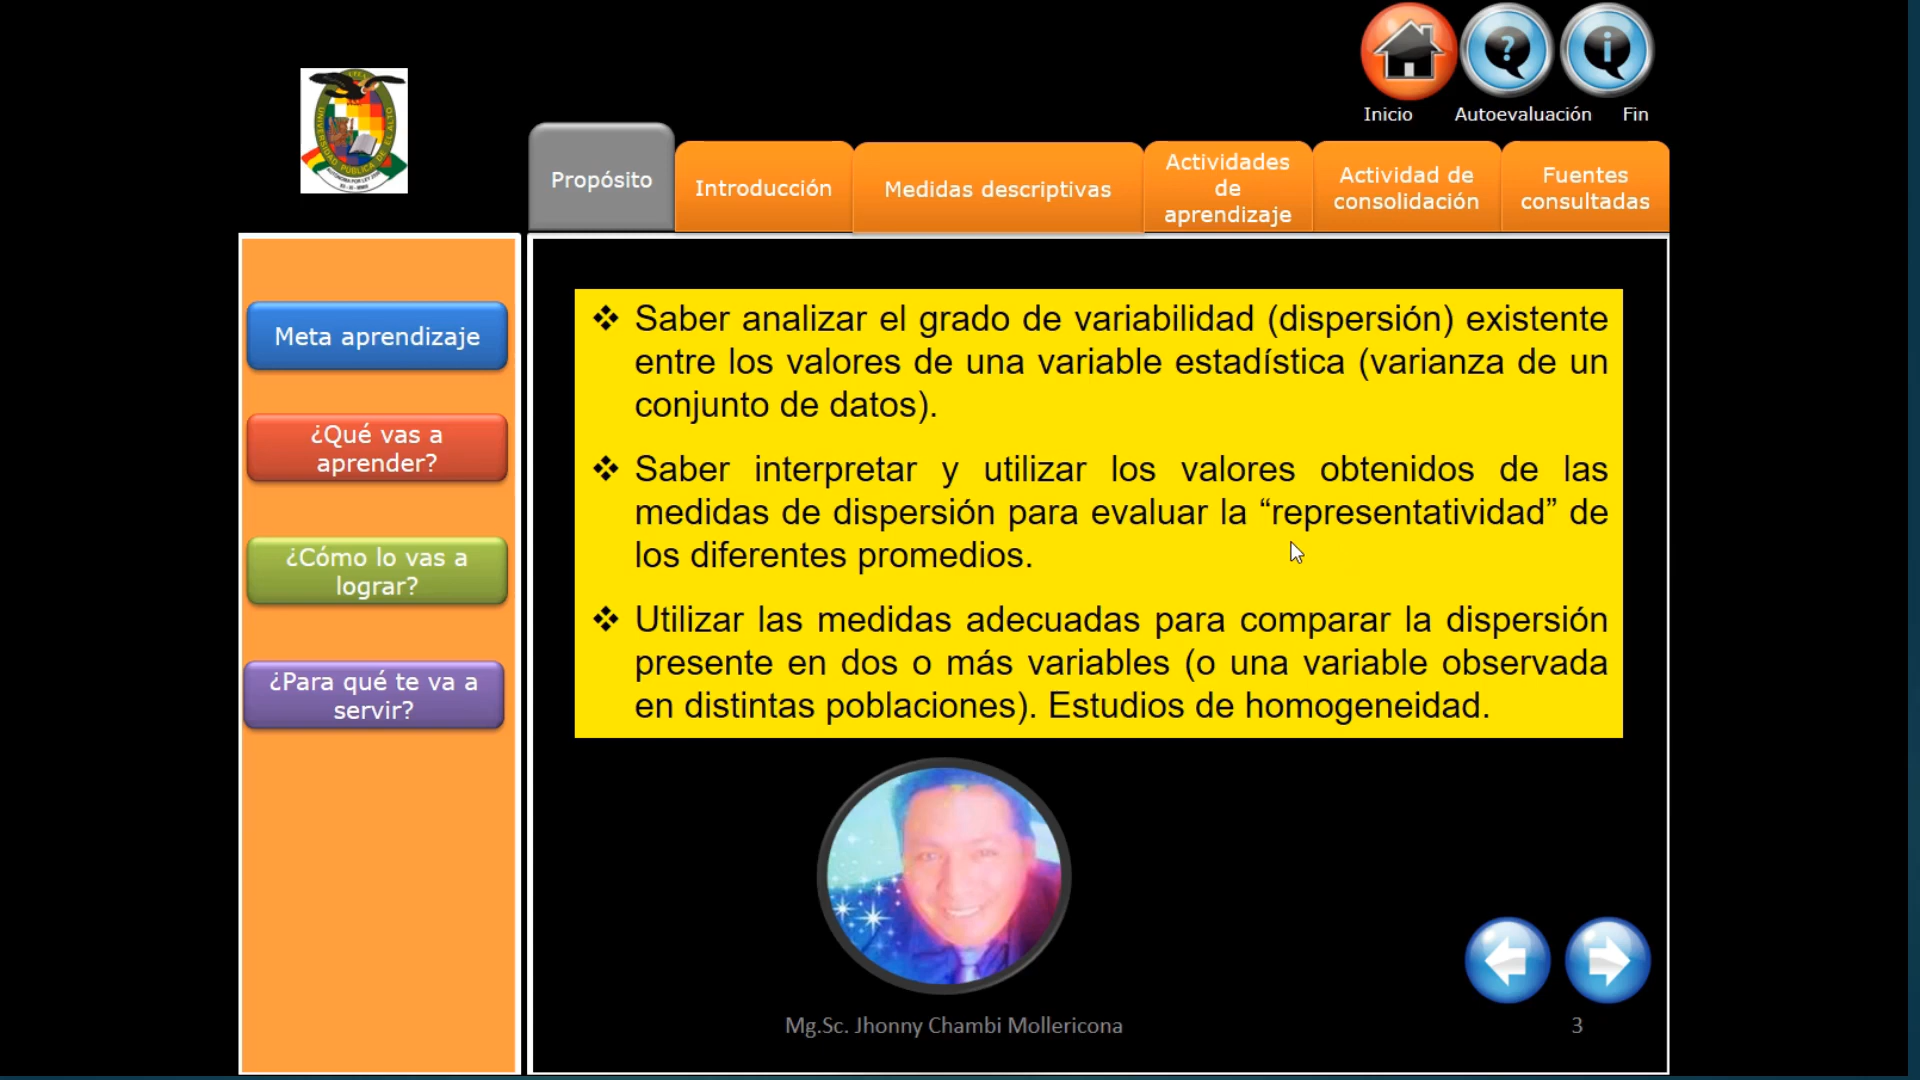 Inicio
Autoevaluación
Fin
UNIVERSIDAD PÚBLICA DE EL ALTO
Propósito
Introducción
Medidas descriptivas
Actividades
de
aprendizaje
Actividad de
consolidación
Fuentes
consultadas
Meta aprendizaje
¿Qué vas a
aprender?
¿Cómo lo vas a
lograr?
¿Para qué te va a
servir?
❖ Saber analizar el grado de variabilidad (dispersión) existente
entre los valores de una variable estadística (varianza de un
conjunto de datos).
❖ Saber interpretar y utilizar los valores obtenidos de las
medidas de dispersión para evaluar la “representatividad” de
los diferentes promedios.
❖ Utilizar las medidas adecuadas para comparar la dispersión
presente en dos o más variables (o una variable observada
en distintas poblaciones). Estudios de homogeneidad.
Mg.Sc. Jhonny Chambi Mollericona
3